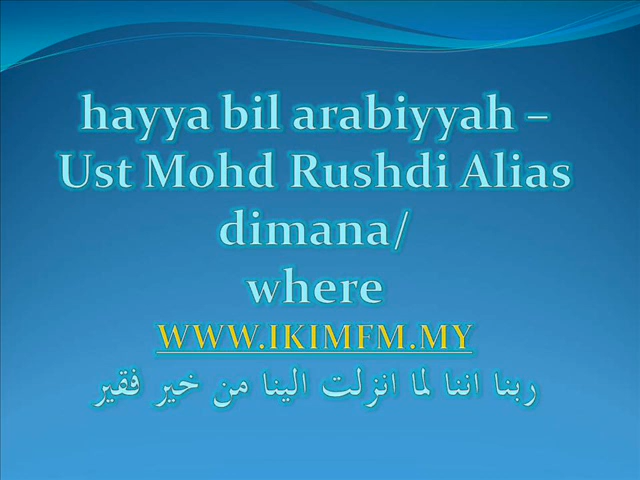 hayya bil arabiyyah –
Ust Mohd Rushdi Alias
dimana/
where
WWW.IKIMFM.MY
ربنا اننا لما انزلت الينا من خير فقير